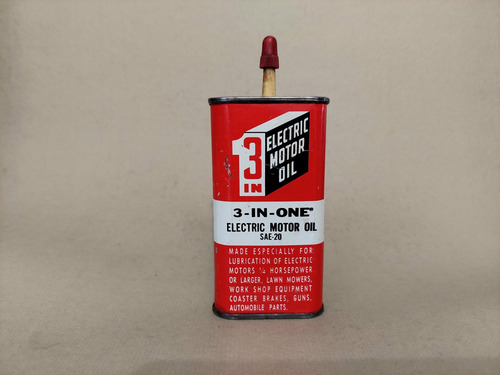 1
3
IN
ELECTRIC
MOTOR
OIL
3-IN-ONE®
ELECTRIC MOTOR OIL
SAE-20
MADE ESPECIALLY FOR
LUBRICATION OF ELECTRIC
MOTORS ¼ HORSEPOWER
OR LARGER, LAWN MOWERS,
WORK SHOP EQUIPMENT
COASTER BRAKES, GUNS,
AUTOMOBILE PARTS.